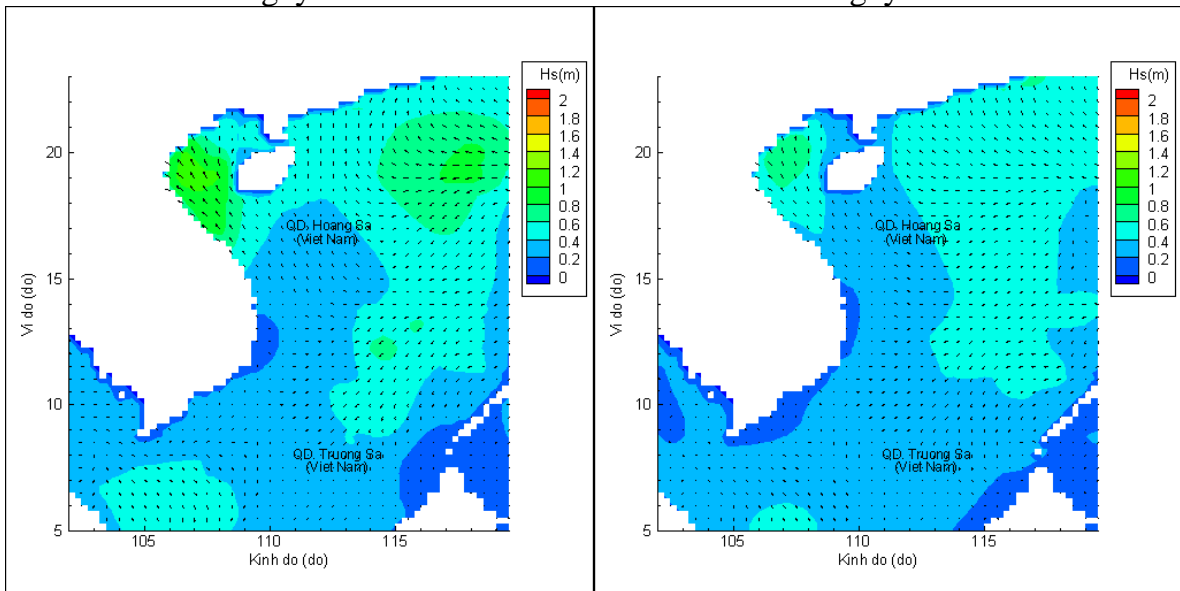 Hs(m)
2
1.8
1.6
1.4
1.2
1
0.8
0.6
0.4
0.2
0
20
15
10
5
Vi do (do)
QD. Hoang Sa
(Viet Nam)
QD. Truong Sa
(Viet Nam)
105
110
115
Kinh do (do)
Hs(m)
2
1.8
1.6
1.4
1.2
1
0.8
0.6
0.4
0.2
0
20
15
10
5
Vi do (do)
QD. Hoang Sa
(Viet Nam)
QD. Truong Sa
(Viet Nam)
105
110
115
Kinh do (do)